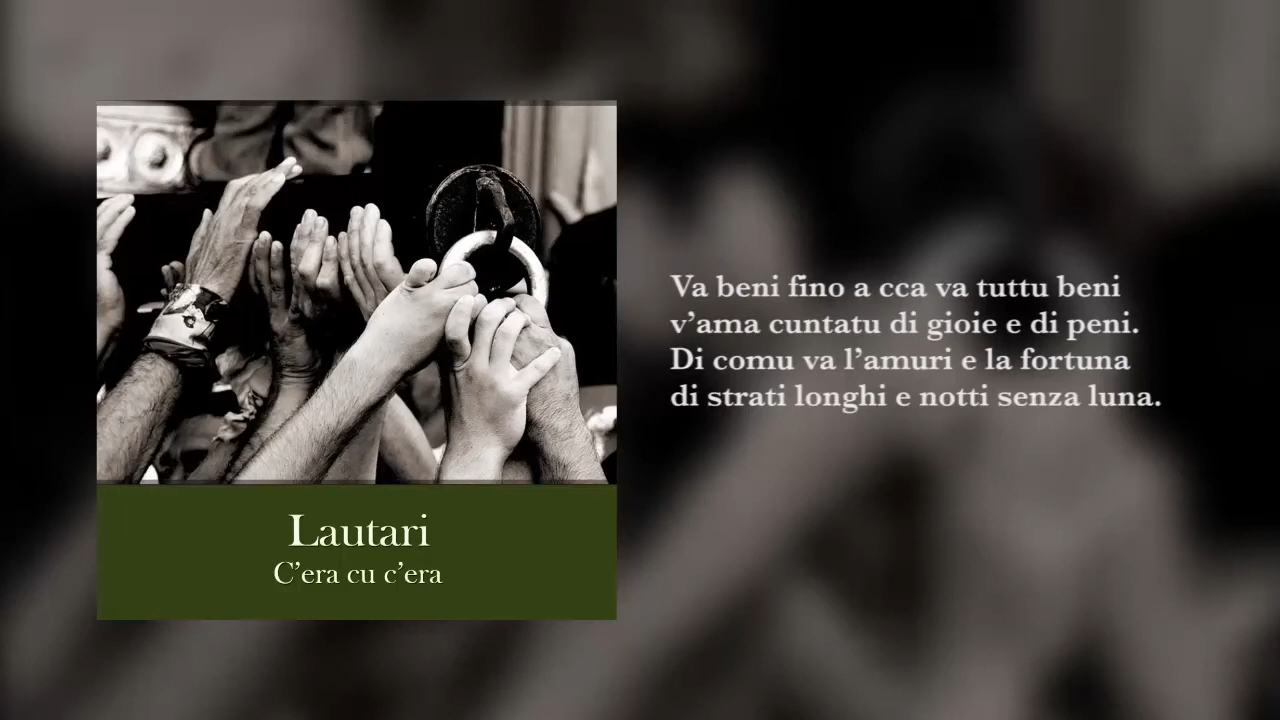 Lautari
C’era cu c’era
Va beni fino a cca va tuttu beni
v’ama cuntatu di gioie e di peni.
Di comu va l’amuri e la fortuna
di strati longhi e notti senza luna.